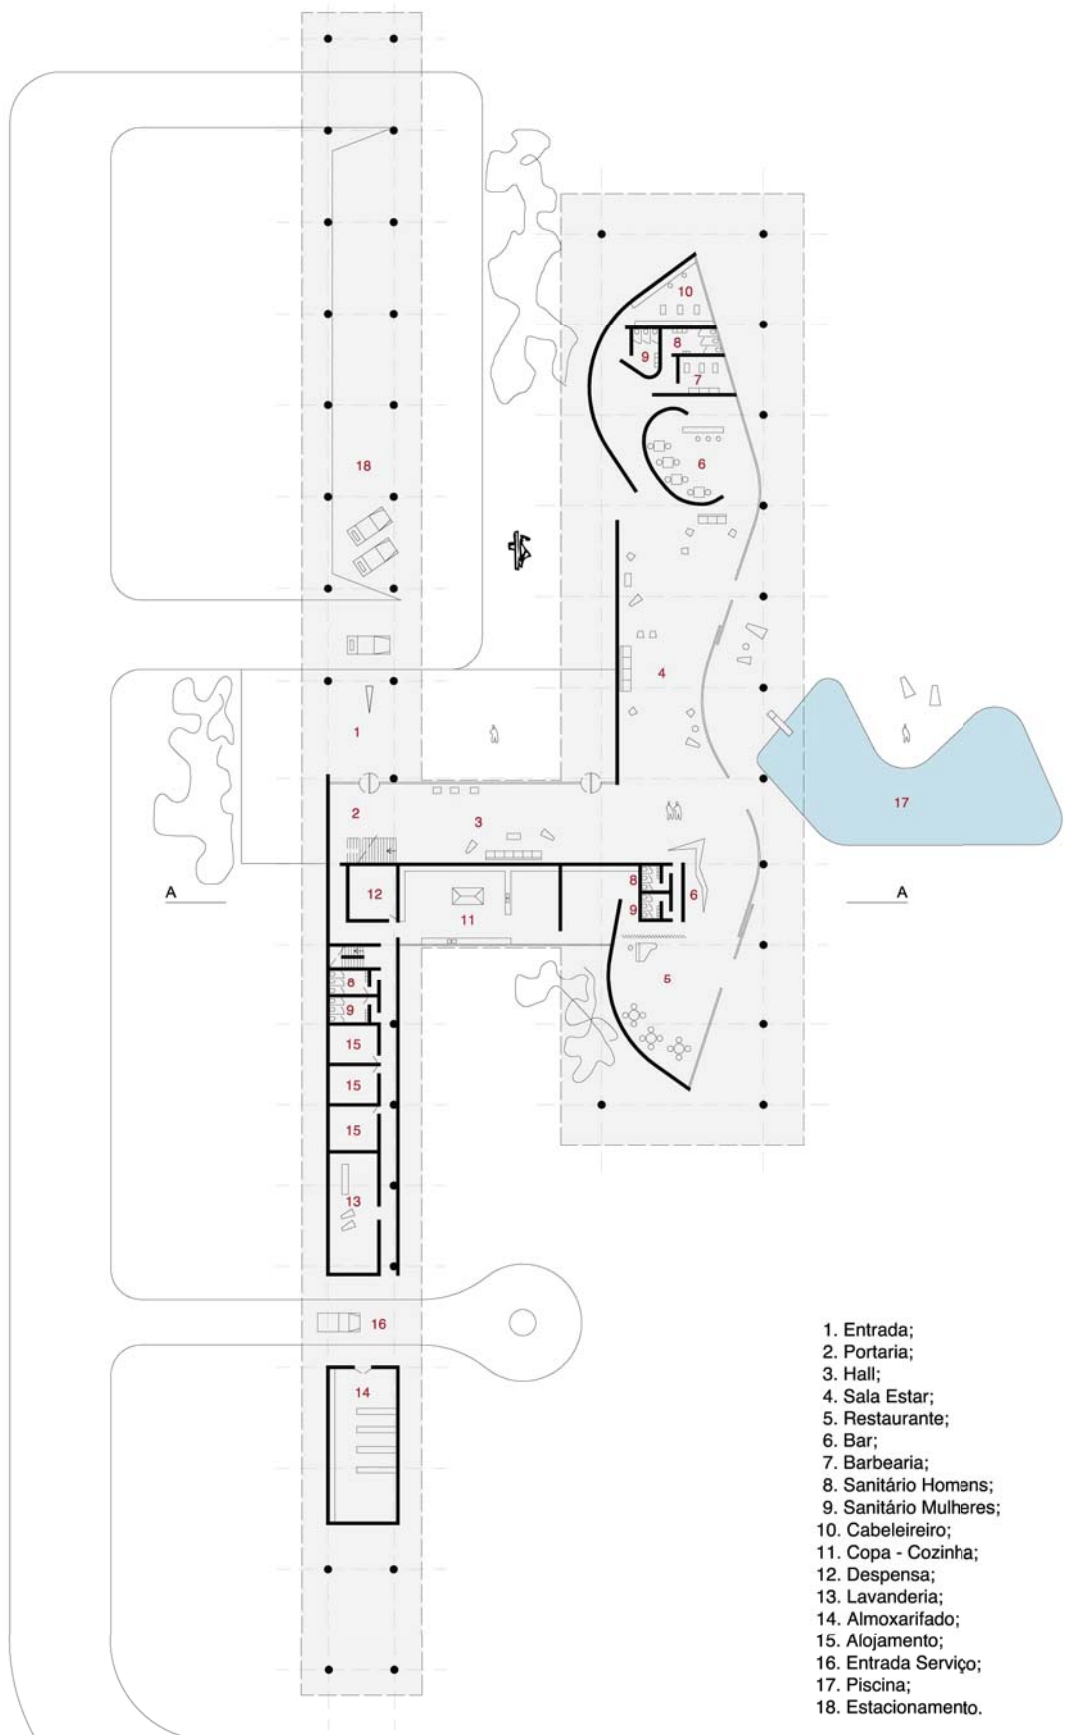 10
8
9
7
6
18
4
1
17
2
3
A
12
8
6
A
11
9
5
8
9
15
15
15
13
16
14
1. Entrada;
2. Portaria;
3. Hall;
4. Sala Estar;
5. Restaurante;
6. Bar;
7. Barbearia;
8. Sanitário Homens;
9. Sanitário Mulheres;
10. Cabeleireiro;
11. Copa - Cozinha;
12. Despensa;
13. Lavanderia;
14. Almoxarifado;
15. Alojamento;
16. Entrada Serviço;
17. Piscina;
18. Estacionamento.